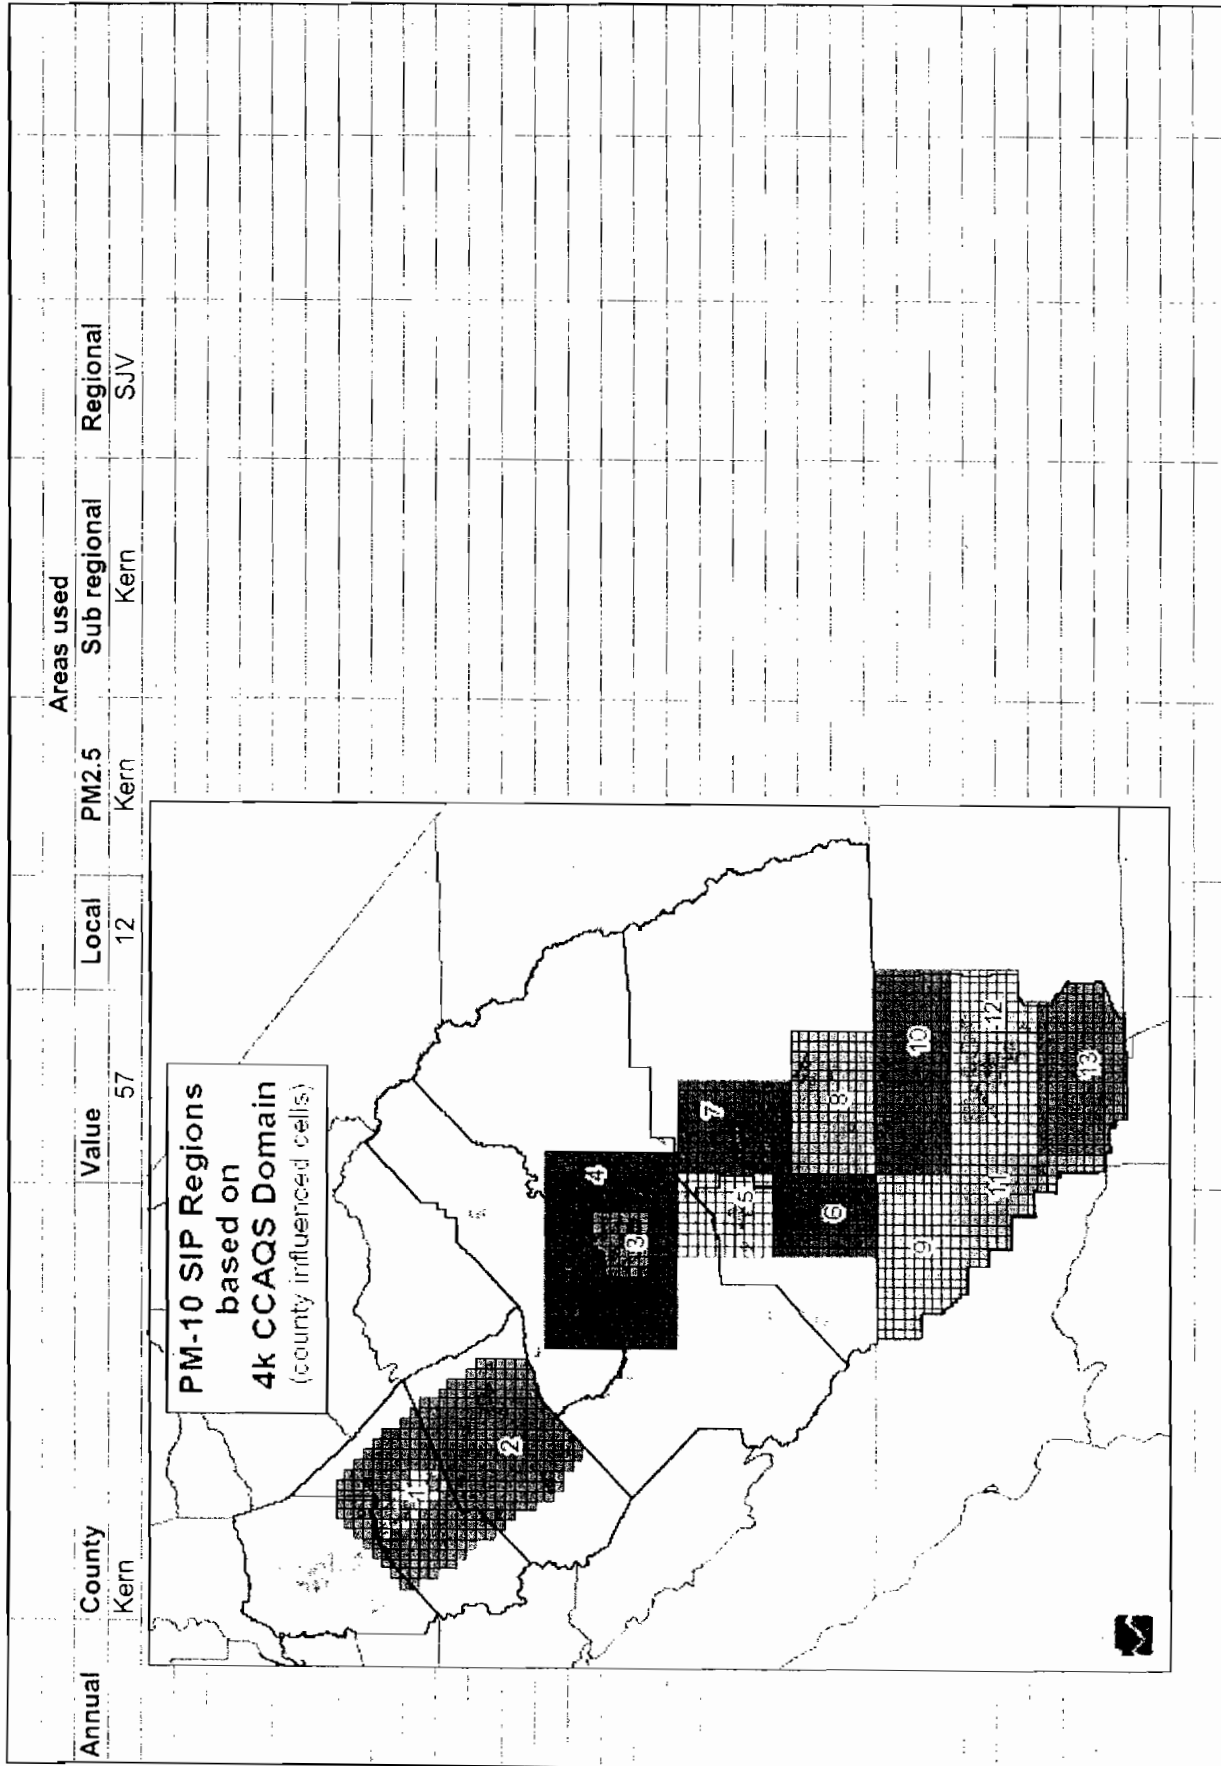 Areas used
Annual County Value Local PM2.5 Sub regional Regional
Kern 57 12 Kern Kern SJV
PM-10 SIP Regions
based on
4k CCAQS Domain
(county influenced cells)
1
2
3
4
5
6
7
8
9
10
11
12
13